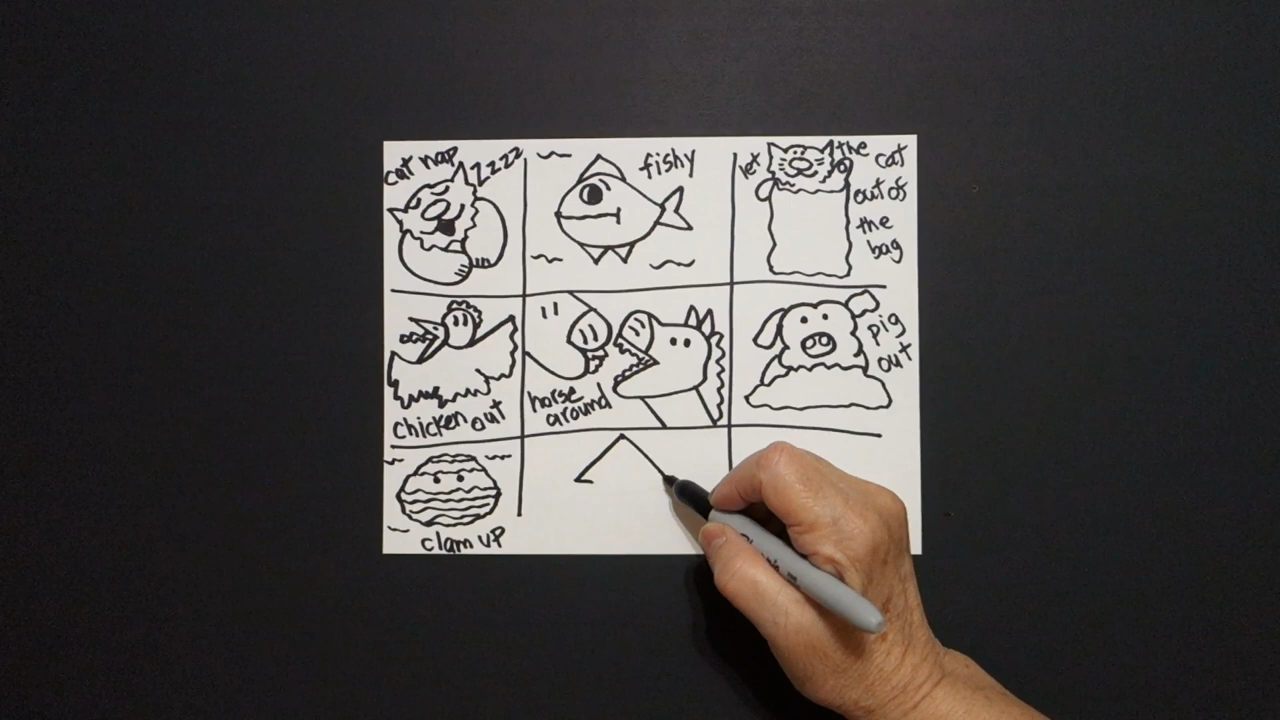 cat nap
zzzz
fishy
let the cat
out of
the
bag
chicken out
horse
around
pig
out
clam up